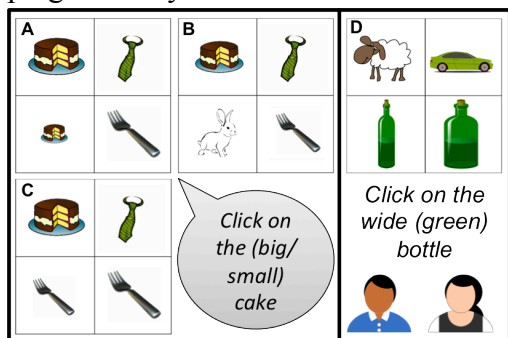 A
B
C
Click on
the (big/
small)
cake
D
Click on the
wide (green)
bottle